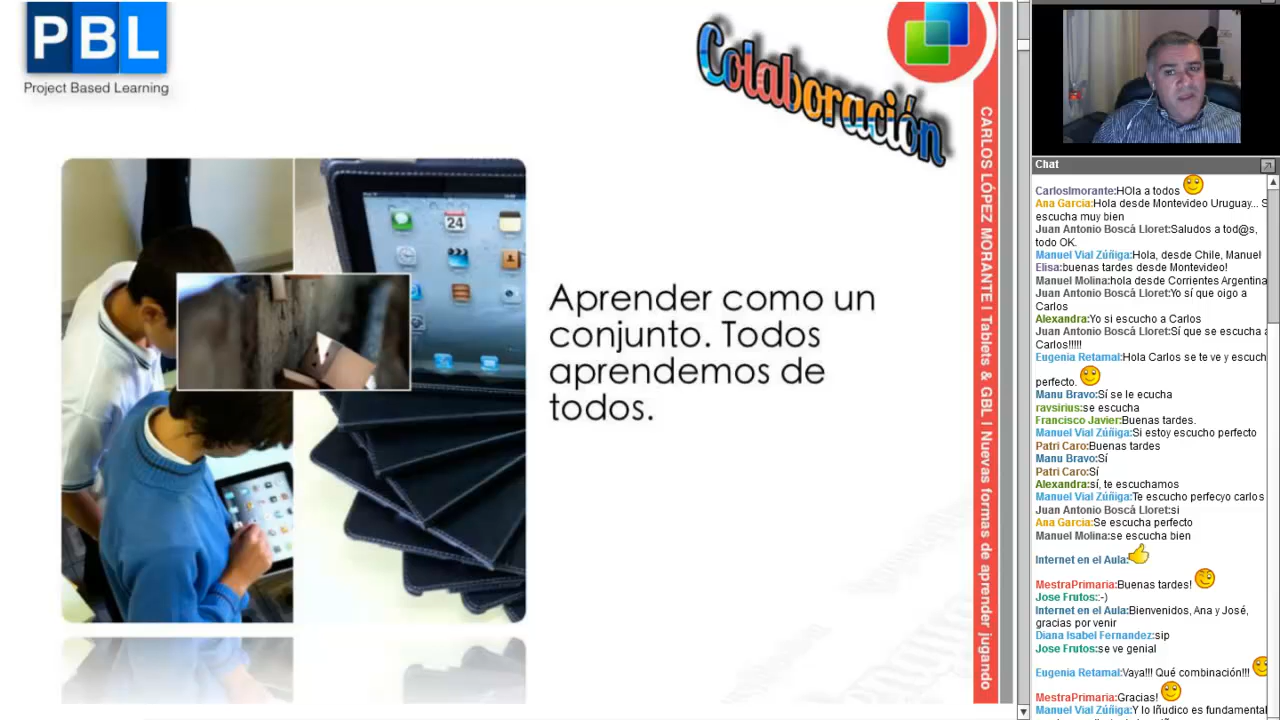 PBL
Project Based Learning
Colaboración
Aprender como un
conjunto. Todos
aprendemos de
todos.
24
CARLOS LÓPEZ MORANTE I Tablets & GBL I Nuevas formas de aprender jugando
Chat
Carloslmorante:HOla a todos
Ana Garcia:Hola desde Montevideo Uruguay... S
escucha muy bien
Juan Antonio Boscá Lloret:Saludos a tod@s,
todo OK.
Manuel Vial Zúñiga:Hola, desde Chile, Manuel
Elisa:buenas tardes desde Montevideo!
Manuel Molina:hola desde Corrientes Argentina
Juan Antonio Boscá Lloret:Yo sí que oigo a
Carlos
Alexandra:Yo si escucho a Carlos
Juan Antonio Boscá Lloret:Sí que se escucha a
Carlos!!!!!
Eugenia Retamal:Hola Carlos se te ve y escuch
perfecto.
Manu Bravo:Sí se le ecucha
ravsirius:se escucha
Francisco Javier:Buenas tardes.
Manuel Vial Zúñiga:Si estoy escucho perfecto
Patri Caro:Buenas tardes
Manu Bravo:Sí
Patri Caro:Sí
Alexandra:sí, te escuchamos
Manuel Vial Zúñiga:Te escucho perfecyo carlos
Juan Antonio Boscá Lloret:si
Ana Garcia:Se escucha perfecto
Manuel Molina:se escucha bien
Internet en el Aula:
MestraPrimaria:Buenas tardes!
Jose Frutos::-)
Internet en el Aula:Bienvenidos, Ana y José,
gracias por venir
Diana Isabel Fernandez:sip
Jose Frutos:se ve genial
Eugenia Retamal:Vaya!!! Qué combinación!!!
MestraPrimaria:Gracias!
Manuel Vial Zúñiga:Y lo lñudico es fundamental